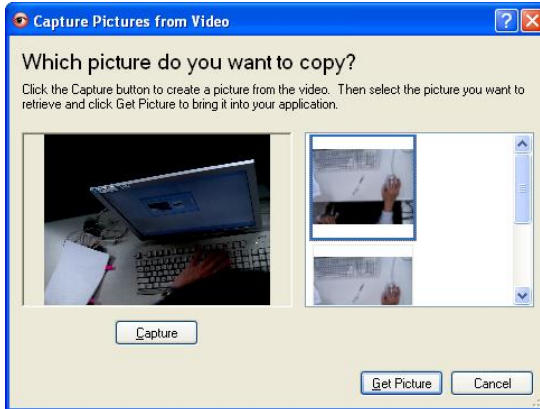 Capture Pictures from Video
Which picture do you want to copy?
Click the Capture button to create a picture from the video. Then select the picture you want to
retrieve and click Get Picture to bring it into your application.
Capture
Get Picture
Cancel